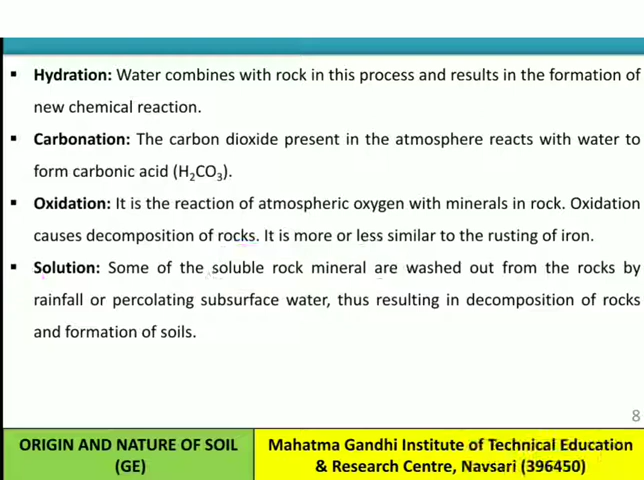 ▪ Hydration: Water combines with rock in this process and results in the formation of
new chemical reaction.
▪ Carbonation: The carbon dioxide present in the atmosphere reacts with water to
form carbonic acid (H₂CO₃).
▪ Oxidation: It is the reaction of atmospheric oxygen with minerals in rock. Oxidation
causes decomposition of rocks. It is more or less similar to the rusting of iron.
▪ Solution: Some of the soluble rock mineral are washed out from the rocks by
rainfall or percolating subsurface water, thus resulting in decomposition of rocks
and formation of soils.
8
ORIGIN AND NATURE OF SOIL
(GE)
Mahatma Gandhi Institute of Technical Education
& Research Centre, Navsari (396450)